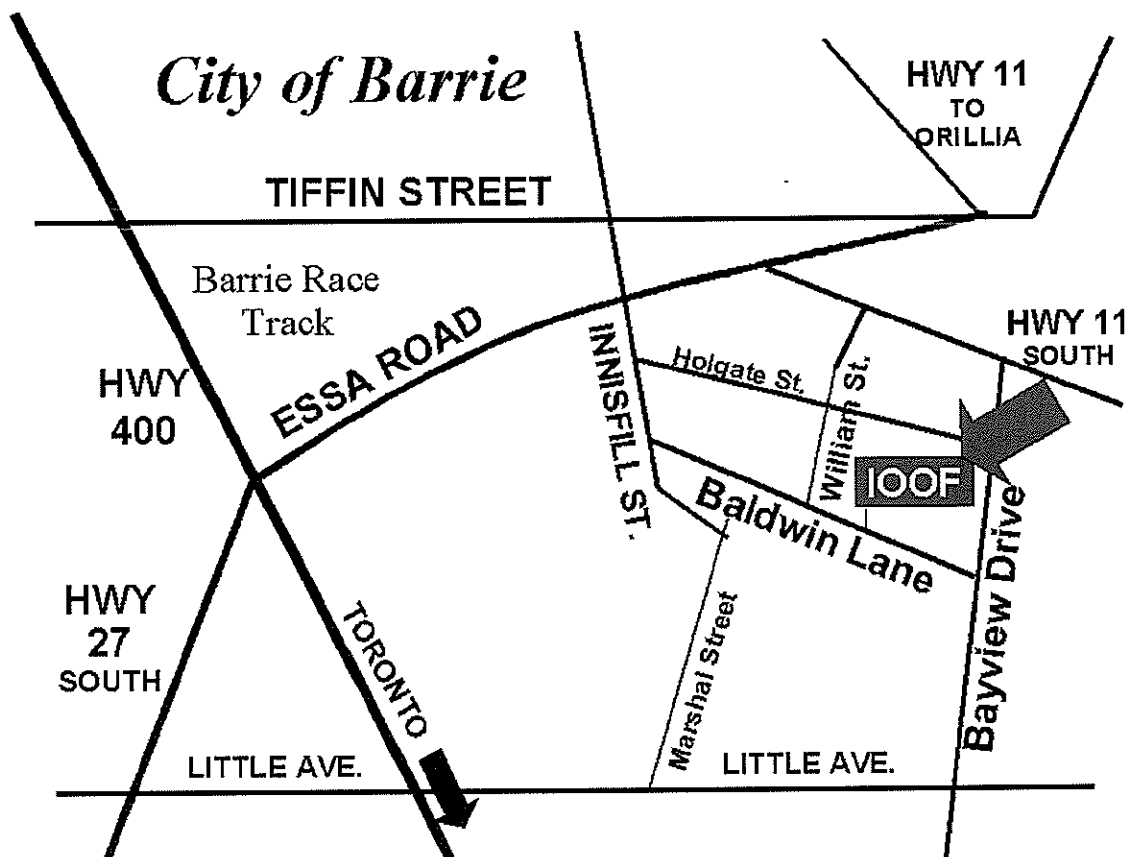 City of Barrie
HWY 11
TO
ORILLIA
TIFFIN STREET
Barrie Race
Track
HWY
400
ESSA ROAD
INNISFILL ST.
Holgate St.
William St.
HWY 11
SOUTH
IOOF
Baldwin Lane
Bayview Drive
HWY
27
SOUTH
TORONTO
Marshal Street
LITTLE AVE.
LITTLE AVE.